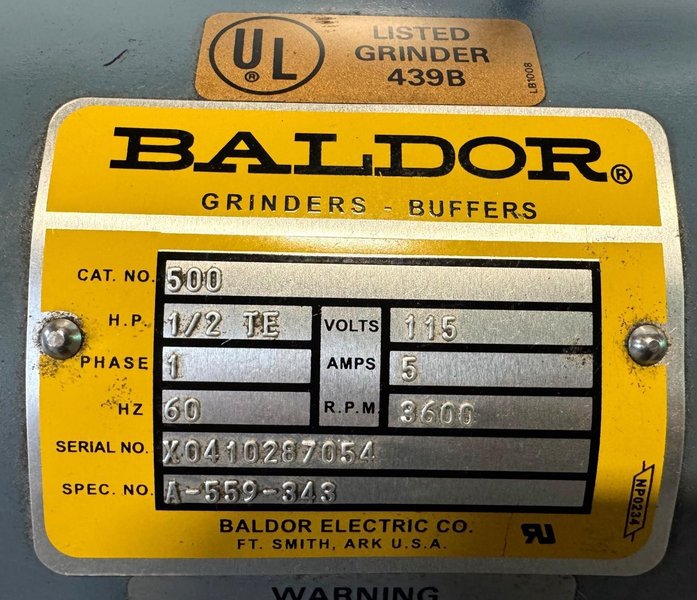 UL ®
LISTED
GRINDER
439B
LB1008
BALDOR®
GRINDERS - BUFFERS
CAT. NO. 500
H.P. 1/2 TE VOLTS 115
PHASE 1 AMPS 5
HZ 60 R.P.M. 3600
SERIAL NO. X0410287054
SPEC. NO. A-559-343
NP0234
BALDOR ELECTRIC CO.
FT. SMITH, ARK U.S.A.
WARNING